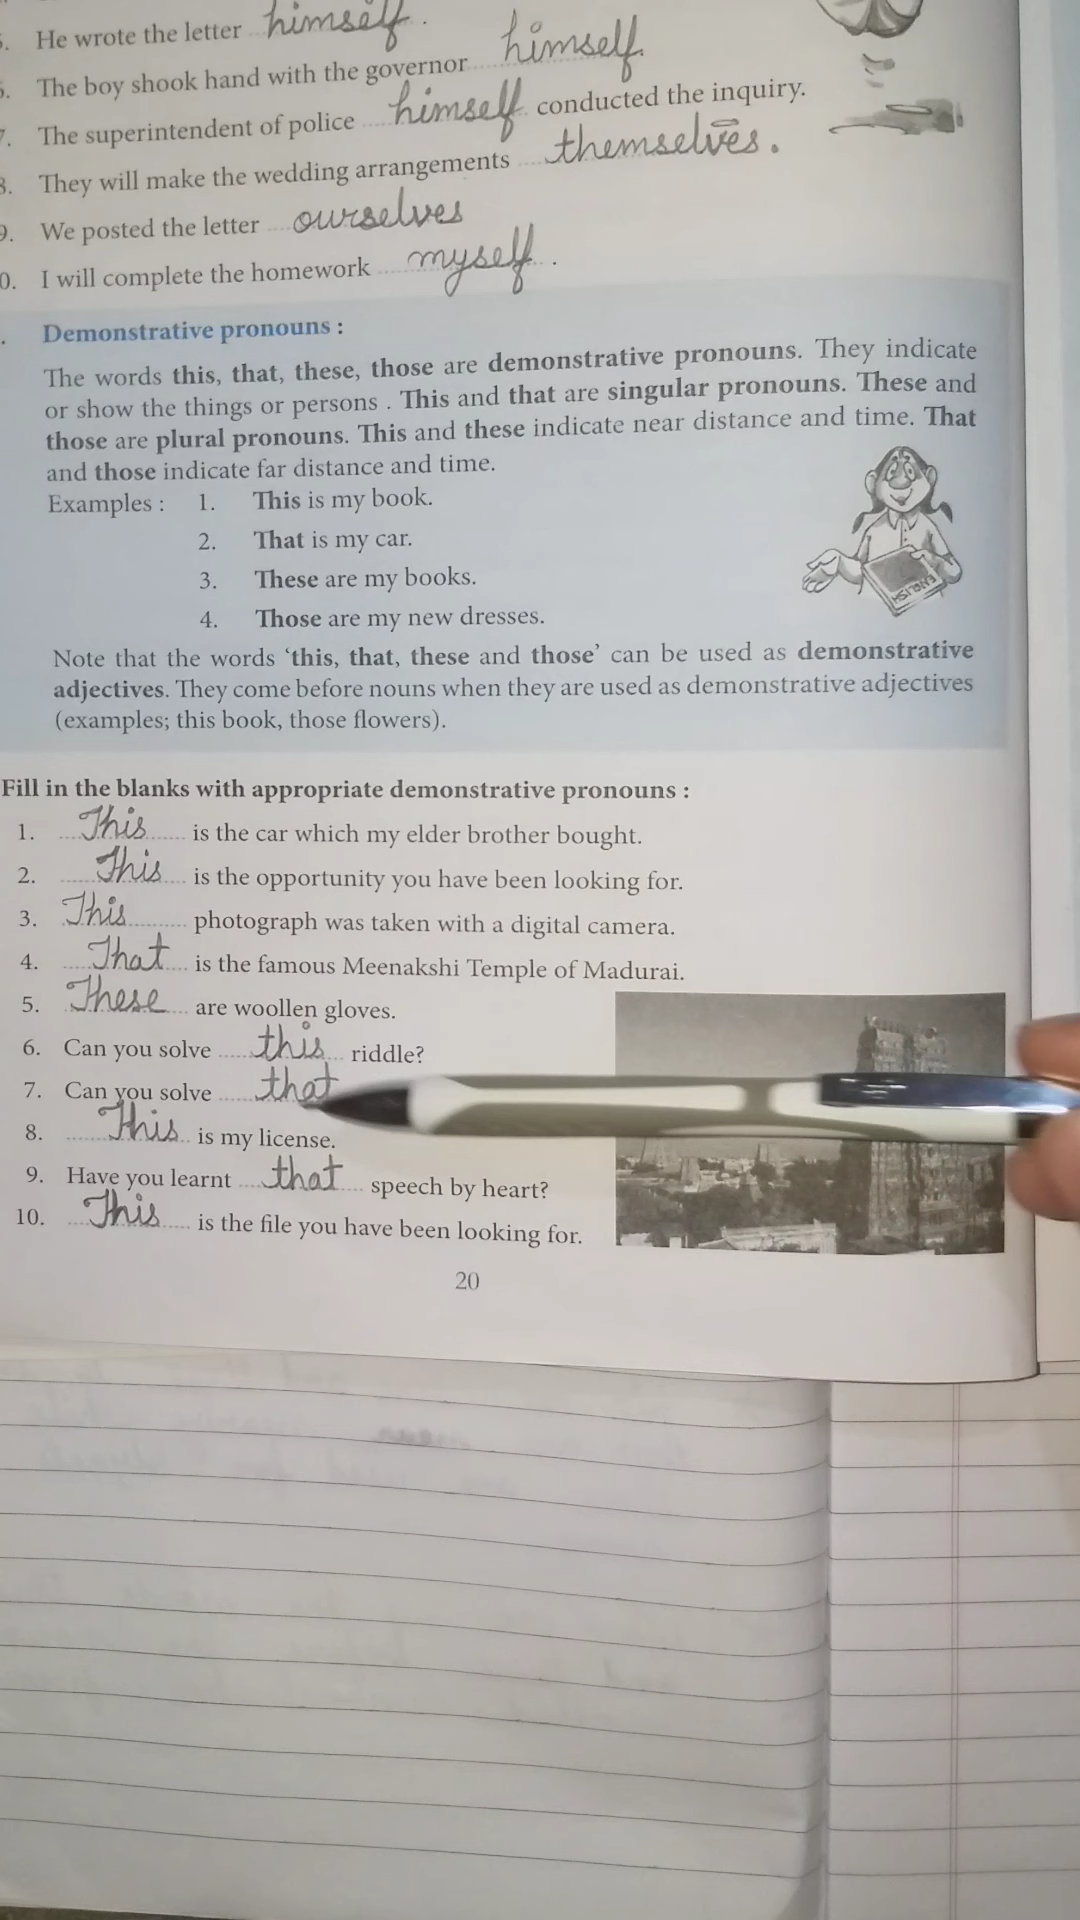 5. He wrote the letter himself.
6. The boy shook hand with the governor himself.
7. The superintendent of police himself conducted the inquiry.
8. They will make the wedding arrangements themselves.
9. We posted the letter ourselves
0. I will complete the homework myself.
. Demonstrative pronouns :
The words this, that, these, those are demonstrative pronouns. They indicate
or show the things or persons . This and that are singular pronouns. These and
those are plural pronouns. This and these indicate near distance and time. That
and those indicate far distance and time.
Examples : 1. This is my book.
2. That is my car.
3. These are my books.
4. Those are my new dresses.
ENGLISH
Note that the words ‘this, that, these and those’ can be used as demonstrative
adjectives. They come before nouns when they are used as demonstrative adjectives
(examples; this book, those flowers).
Fill in the blanks with appropriate demonstrative pronouns :
1. This is the car which my elder brother bought.
2. This is the opportunity you have been looking for.
3. This photograph was taken with a digital camera.
4. That is the famous Meenakshi Temple of Madurai.
5. These are woollen gloves.
6. Can you solve this riddle?
7. Can you solve that
8. This is my license.
9. Have you learnt that speech by heart?
10. This is the file you have been looking for.
20